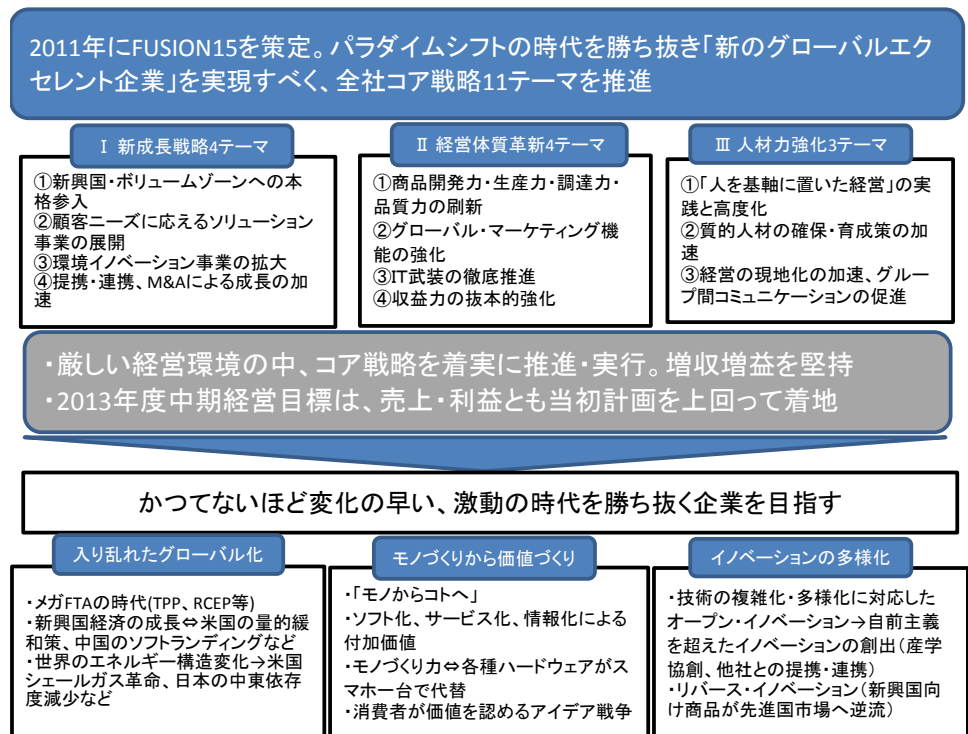 2011年にFUSION15を策定。パラダイムシフトの時代を勝ち抜き「新のグローバルエク
セレント企業」を実現すべく、全社コア戦略11テーマを推進
Ⅰ 新成長戦略4テーマ
①新興国・ボリュームゾーンへの本
格参入
②顧客ニーズに応えるソリューション
事業の展開
③環境イノベーション事業の拡大
④提携・連携、M&Aによる成長の加
速
Ⅱ 経営体質革新4テーマ
①商品開発力・生産力・調達力・
品質力の刷新
②グローバル・マーケティング機
能の強化
③IT武装の徹底推進
④収益力の抜本的強化
Ⅲ 人材力強化3テーマ
①「人を基軸に置いた経営」の実
践と高度化
②質的人材の確保・育成策の加
速
③経営の現地化の加速、グルー
プ間コミュニケーションの促進
・厳しい経営環境の中、コア戦略を着実に推進・実行。増収増益を堅持
・2013年度中期経営目標は、売上・利益とも当初計画を上回って着地
かつてないほど変化の早い、激動の時代を勝ち抜く企業を目指す
入り乱れたグローバル化
・メガFTAの時代(TPP、RCEP等)
・新興国経済の成長⇔米国の量的緩
和策、中国のソフトランディングなど
・世界のエネルギー構造変化→米国
シェールガス革命、日本の中東依存
度減少など
モノづくりから価値づくり
・「モノからコトへ」
・ソフト化、サービス化、情報化による
付加価値
・モノづくり力⇔各種ハードウェアがス
マホ一台で代替
・消費者が価値を認めるアイデア戦争
イノベーションの多様化
・技術の複雑化・多様化に対応した
オープン・イノベーション→自前主義
を超えたイノベーションの創出（産学
協創、他社との提携・連携）
・リバース・イノベーション（新興国向
け商品が先進国市場へ逆流）